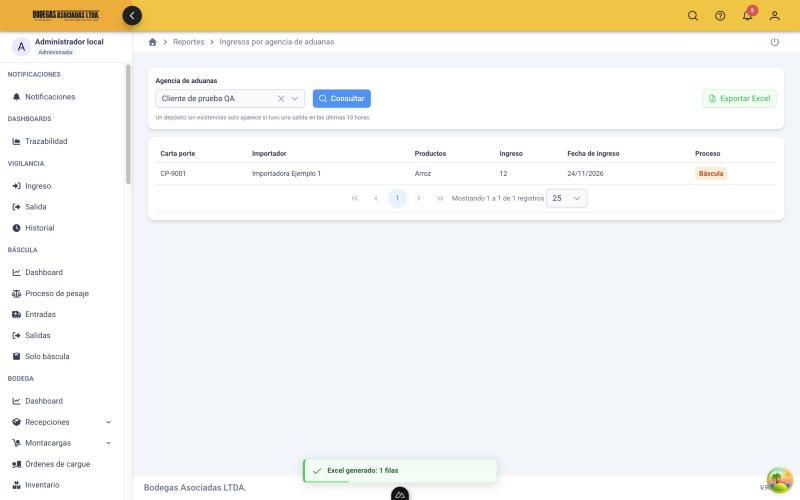 BODEGAS ASOCIADAS LTDA.
6
A
Administrador local
Administrador
Reportes
Ingresos por agencia de aduanas
NOTIFICACIONES
Notificaciones
DASHBOARDS
Trazabilidad
VIGILANCIA
Ingreso
Salida
Historial
BÁSCULA
Dashboard
Proceso de pesaje
Entradas
Salidas
Solo báscula
BODEGA
Dashboard
Recepciones
Montacargas
Órdenes de cargue
Inventario
Agencia de aduanas
Cliente de prueba QA
Consultar
Exportar Excel
Un depósito sin existencias solo aparece si tuvo una salida en las últimas 13 horas.
Carta porte Importador Productos Ingreso Fecha de ingreso Proceso
CP-9001 Importadora Ejemplo 1 Arroz 12 24/11/2026 Báscula
1
Mostrando 1 a 1 de 1 registros
25
Excel generado: 1 filas
Bodegas Asociadas LTDA.